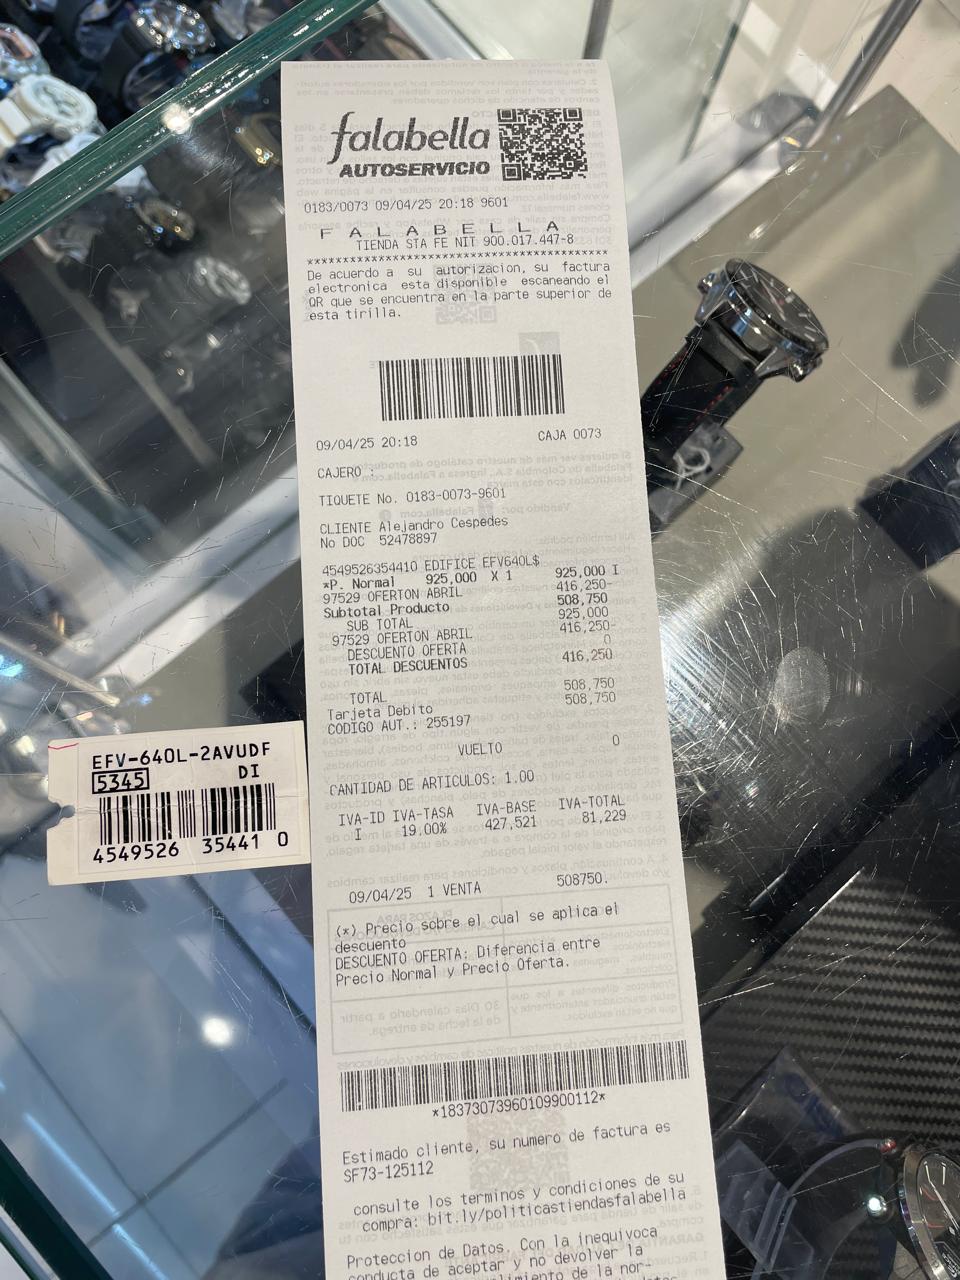 falabella
AUTOSERVICIO
0183/0073 09/04/25 20:18 9601
F A L A B E L L A
TIENDA STA FE NIT 900.017.447-8
******************************************
De acuerdo a su autorizacion, su factura
electronica esta disponible escaneando el
QR que se encuentra en la parte superior de
esta tirilla.
09/04/25 20:18 CAJA 0073
CAJERO :
TIQUETE No. 0183-0073-9601
CLIENTE Alejandro Cespedes
No DOC 52478897
4549526354410 EDIFICE EFV640L$
*P. Normal 925,000 X 1 925,000 I
97529 OFERTON ABRIL 416,250-
Subtotal Producto 508,750
SUB TOTAL 925,000
97529 OFERTON ABRIL 416,250-
DESCUENTO OFERTA 0
TOTAL DESCUENTOS 416,250
TOTAL 508,750
Tarjeta Debito 508,750
CODIGO AUT.: 255197
VUELTO 0
CANTIDAD DE ARTICULOS: 1.00
IVA-ID IVA-TASA IVA-BASE IVA-TOTAL
I 19,00% 427,521 81,229
09/04/25 1 VENTA 508750.
(*) Precio sobre el cual se aplica el
descuento
DESCUENTO OFERTA: Diferencia entre
Precio Normal y Precio Oferta.
*18373073960109900112*
Estimado cliente, su numero de factura es
SF73-125112
consulte los terminos y condiciones de su
compra: bit.ly/politicastiendasfalabella
Proteccion de Datos. Con la inequivoca
conducta de aceptar y no devolver la
limiento de la nor-
EFV-640L-2AVUDF
5345 DI
4549526 35441 0